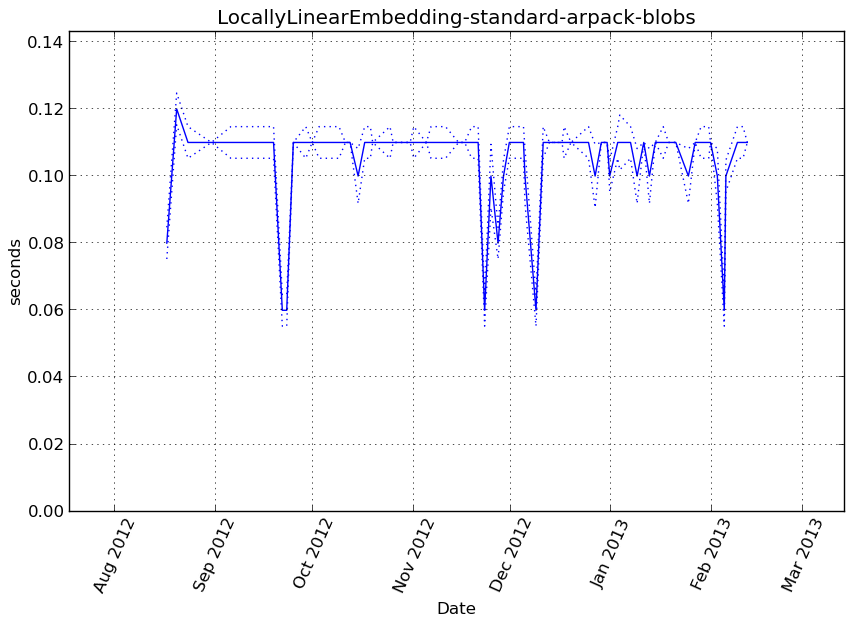 LocallyLinearEmbedding-standard-arpack-blobs
0.14
0.12
0.10
0.08
0.06
0.04
0.02
0.00
seconds
Aug 2012
Sep 2012
Oct 2012
Nov 2012
Dec 2012
Jan 2013
Feb 2013
Mar 2013
Date